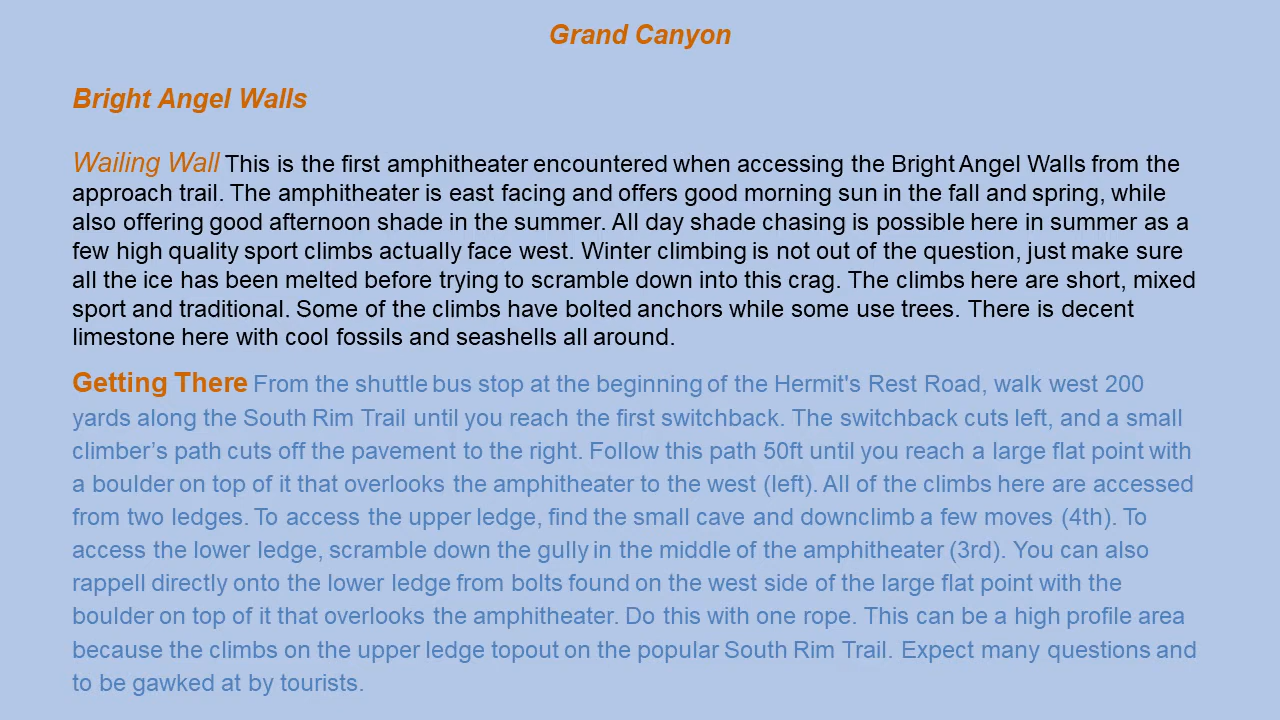 Grand Canyon
Bright Angel Walls
Wailing Wall This is the first amphitheater encountered when accessing the Bright Angel Walls from the
approach trail. The amphitheater is east facing and offers good morning sun in the fall and spring, while
also offering good afternoon shade in the summer. All day shade chasing is possible here in summer as a
few high quality sport climbs actually face west. Winter climbing is not out of the question, just make sure
all the ice has been melted before trying to scramble down into this crag. The climbs here are short, mixed
sport and traditional. Some of the climbs have bolted anchors while some use trees. There is decent
limestone here with cool fossils and seashells all around.
Getting There From the shuttle bus stop at the beginning of the Hermit's Rest Road, walk west 200
yards along the South Rim Trail until you reach the first switchback. The switchback cuts left, and a small
climber’s path cuts off the pavement to the right. Follow this path 50ft until you reach a large flat point with
a boulder on top of it that overlooks the amphitheater to the west (left). All of the climbs here are accessed
from two ledges. To access the upper ledge, find the small cave and downclimb a few moves (4th). To
access the lower ledge, scramble down the gully in the middle of the amphitheater (3rd). You can also
rappell directly onto the lower ledge from bolts found on the west side of the large flat point with the
boulder on top of it that overlooks the amphitheater. Do this with one rope. This can be a high profile area
because the climbs on the upper ledge topout on the popular South Rim Trail. Expect many questions and
to be gawked at by tourists.